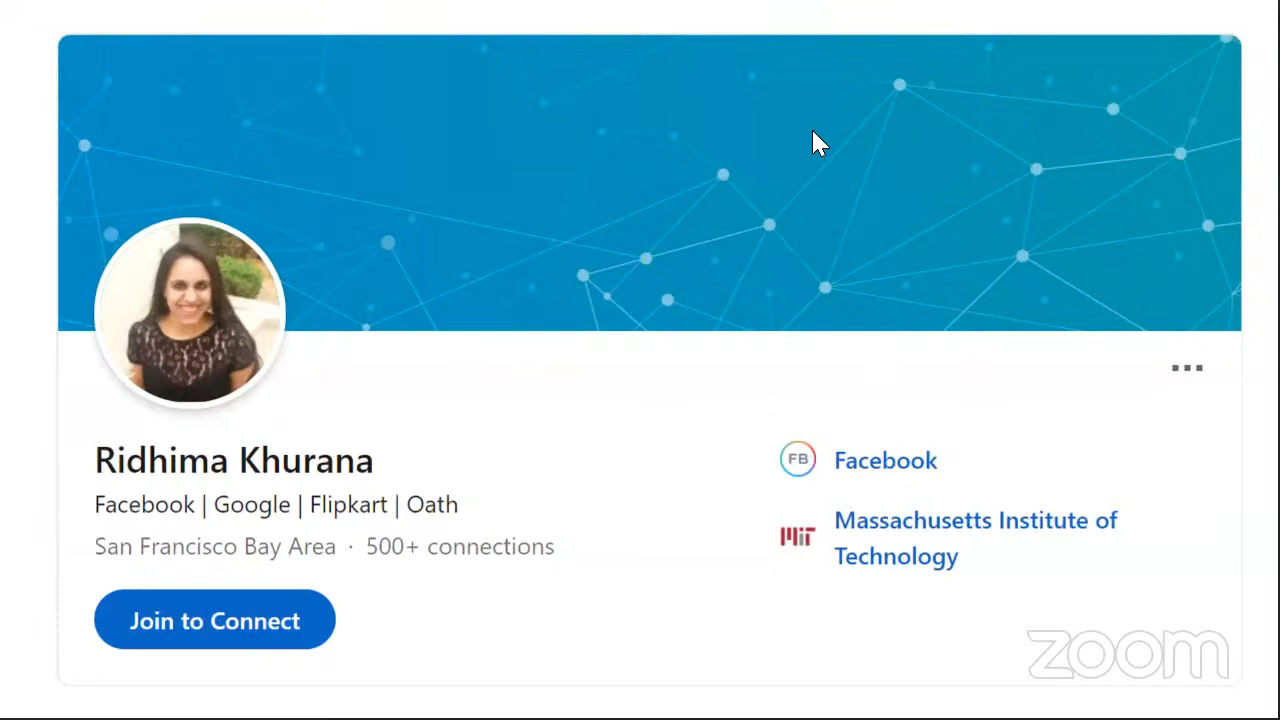 Ridhima Khurana
Facebook | Google | Flipkart | Oath
San Francisco Bay Area · 500+ connections
Join to Connect
FB Facebook
MIT Massachusetts Institute of
Technology
zoom